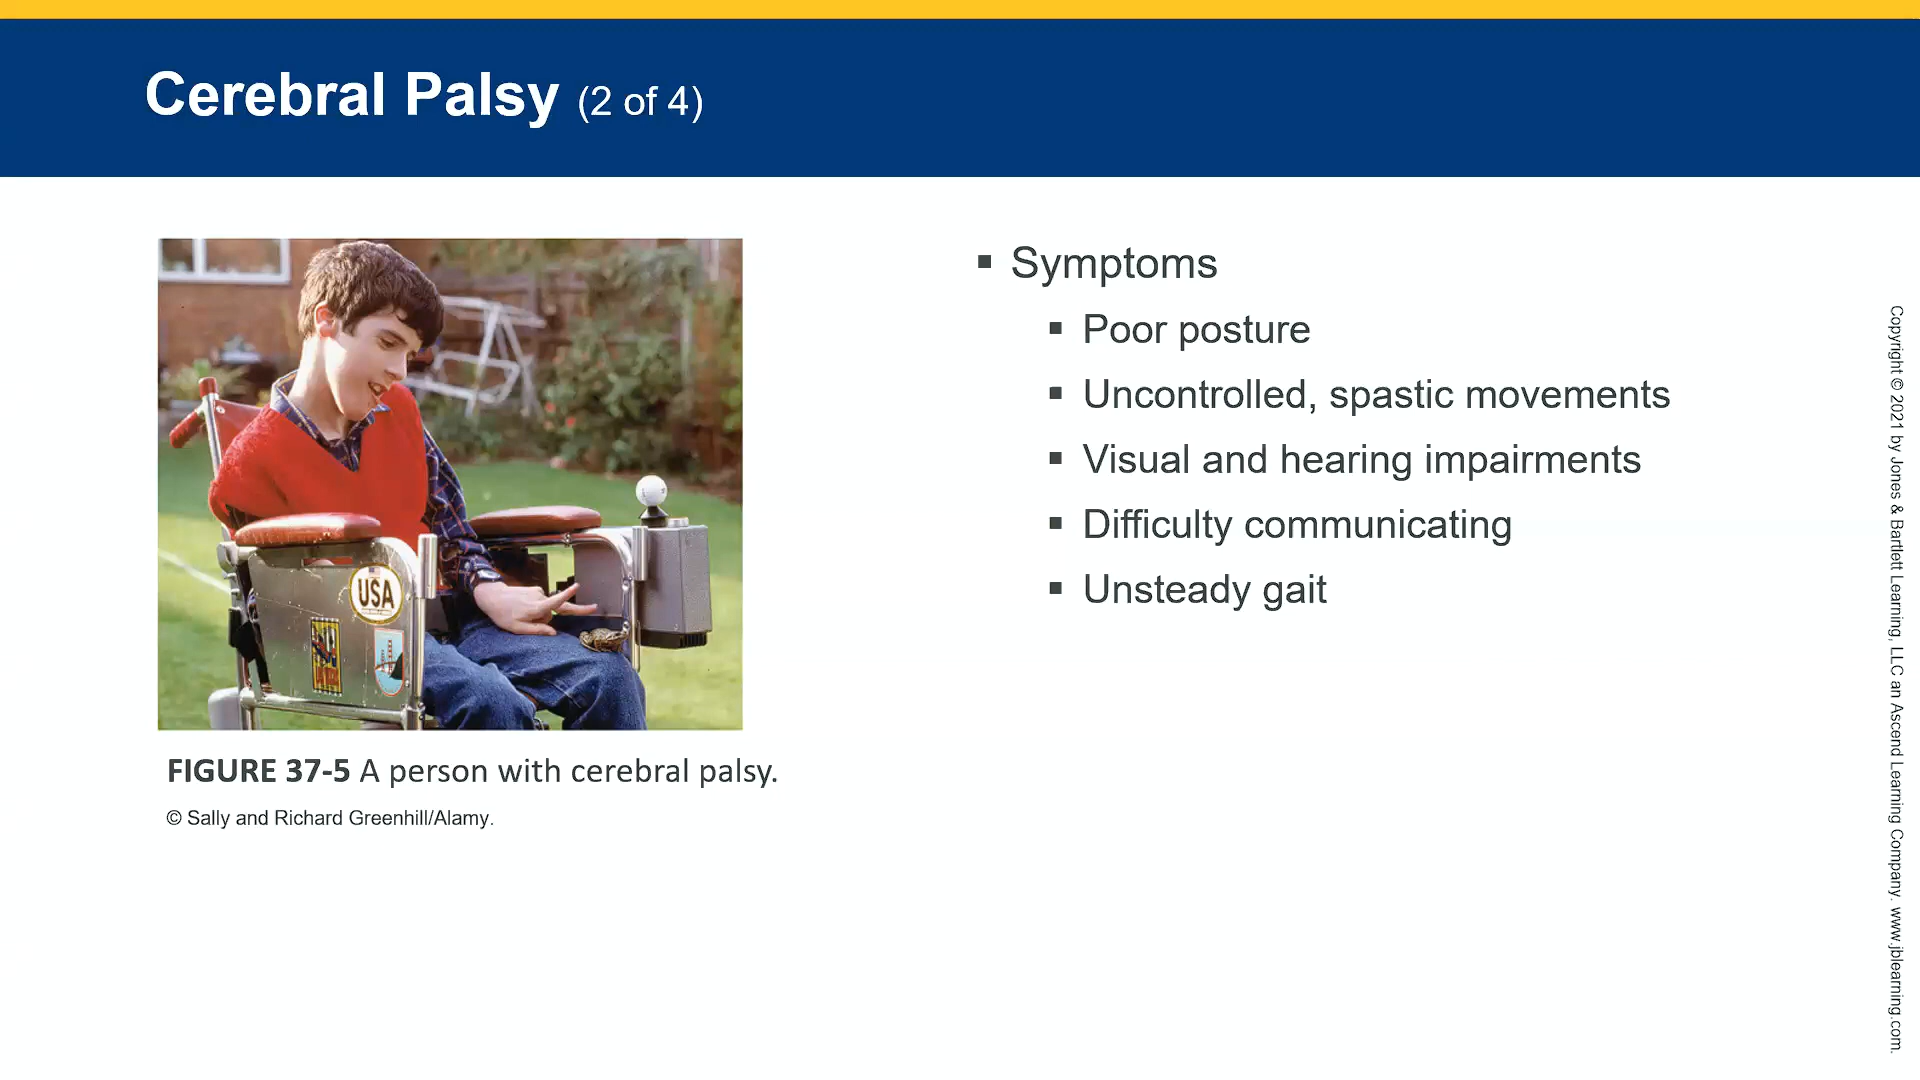 Cerebral Palsy (2 of 4)
USA
FIGURE 37-5 A person with cerebral palsy.
© Sally and Richard Greenhill/Alamy.
▪ Symptoms
▪ Poor posture
▪ Uncontrolled, spastic movements
▪ Visual and hearing impairments
▪ Difficulty communicating
▪ Unsteady gait
Copyright © 2021 by Jones & Bartlett Learning, LLC an Ascend Learning Company. www.jblearning.com.